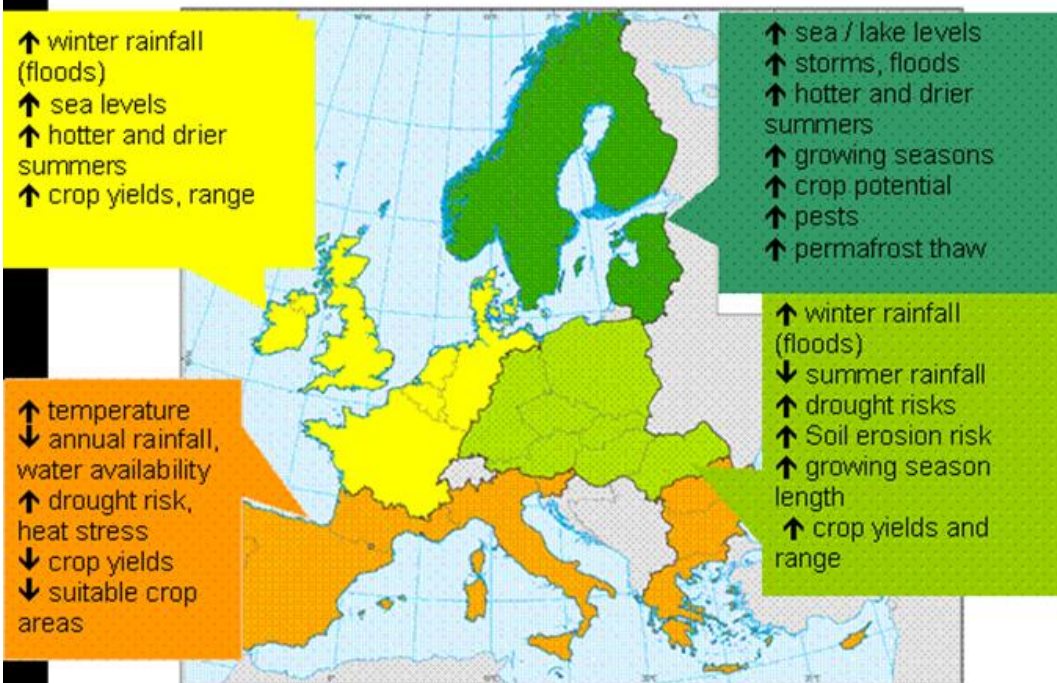 ↑ winter rainfall
(floods)
↑ sea levels
↑ hotter and drier
summers
↑ crop yields, range
↑ sea / lake levels
↑ storms, floods
↑ hotter and drier
summers
↑ growing seasons
↑ crop potential
↑ pests
↑ permafrost thaw
↑ temperature
↓ annual rainfall,
water availability
↑ drought risk,
heat stress
↓ crop yields
↓ suitable crop
areas
↑ winter rainfall
(floods)
↓ summer rainfall
↑ drought risks
↑ Soil erosion risk
↑ growing season
length
↑ crop yields and
range